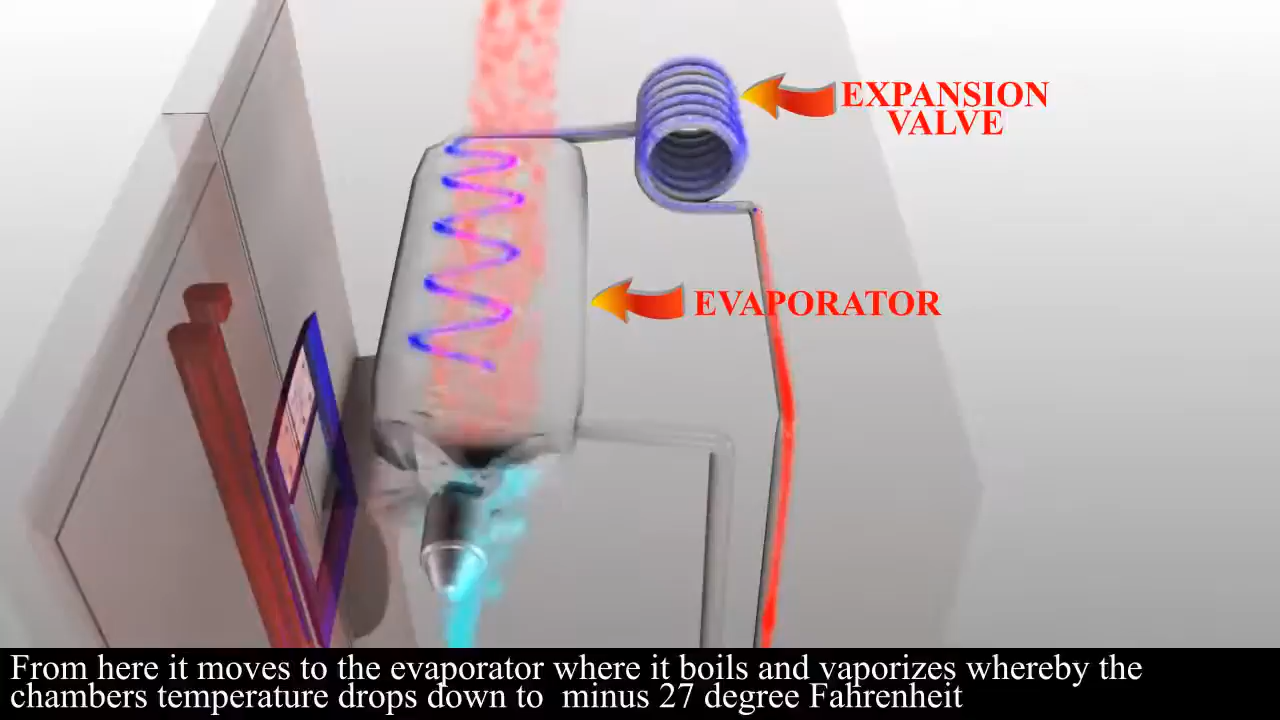 EXPANSION
VALVE
EVAPORATOR
From here it moves to the evaporator where it boils and vaporizes whereby the
chambers temperature drops down to  minus 27 degree Fahrenheit